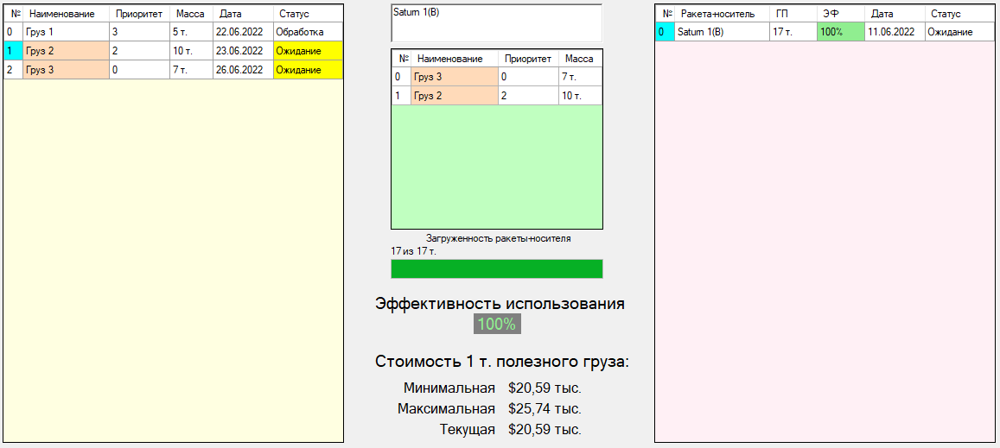 № Наименование Приоритет Масса Дата Статус
0 Груз 1 3 5 т. 22.06.2022 Обработка
1 Груз 2 2 10 т. 23.06.2022 Ожидание
2 Груз 3 0 7 т. 26.06.2022 Ожидание
Saturn 1(B)
№ Наименование Приоритет Масса
0 Груз 3 0 7 т.
1 Груз 2 2 10 т.
Загруженность ракеты-носителя
17 из 17 т.
Эффективность использования
100%
Стоимость 1 т. полезного груза:
Минимальная $20,59 тыс.
Максимальная $25,74 тыс.
Текущая $20,59 тыс.
№ Ракета-носитель ГП ЭФ Дата Статус
0 Saturn 1(B) 17 т. 100% 11.06.2022 Ожидание